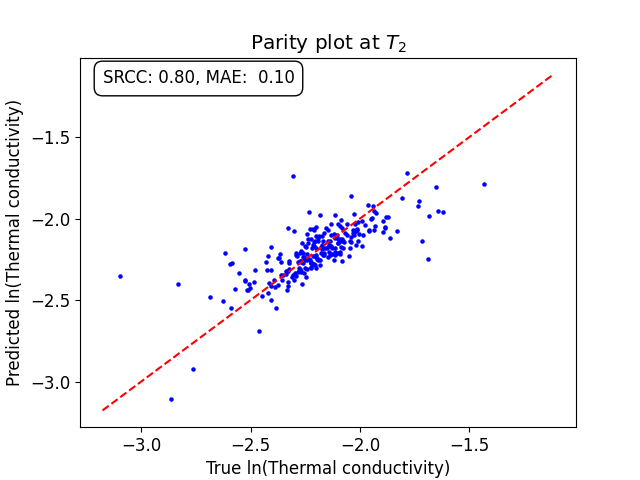 Parity plot at T₂
SRCC: 0.80, MAE:  0.10
Predicted ln(Thermal conductivity)
−1.5
−2.0
−2.5
−3.0
−3.0 −2.5 −2.0 −1.5
True ln(Thermal conductivity)